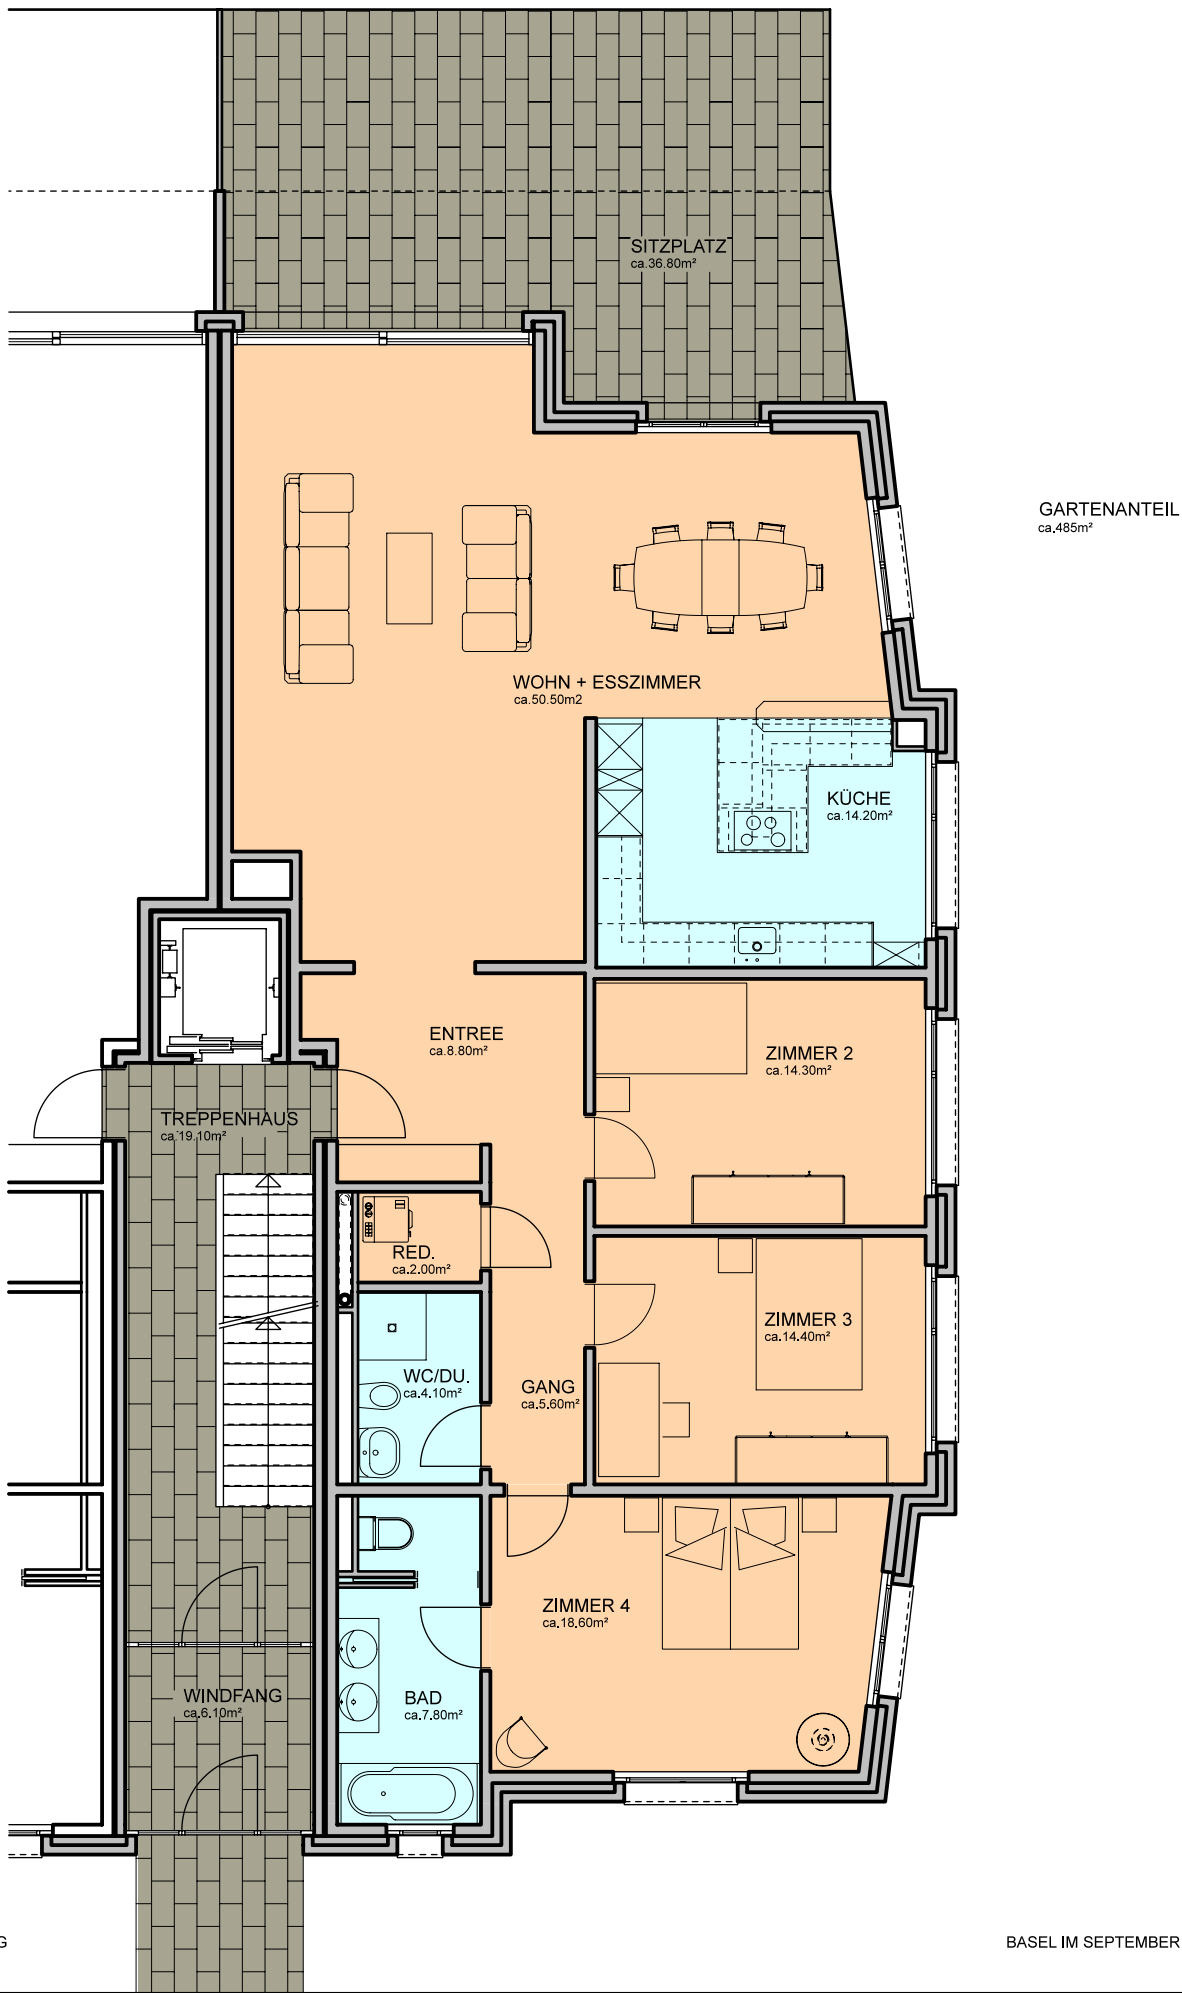 SITZPLATZ
ca.36.80m²
GARTENANTEIL
ca.485m²
WOHN + ESSZIMMER
ca.50.50m2
KÜCHE
ca.14.20m²
ENTREE
ca.8.80m²
ZIMMER 2
ca.14.30m²
TREPPENHAUS
ca.19.10m²
RED.
ca.2.00m²
ZIMMER 3
ca.14.40m²
WC/DU.
ca.4.10m²
GANG
ca.5.60m²
ZIMMER 4
ca.18.60m²
WINDFANG
ca.6.10m²
BAD
ca.7.80m²
G
BASEL IM SEPTEMBER